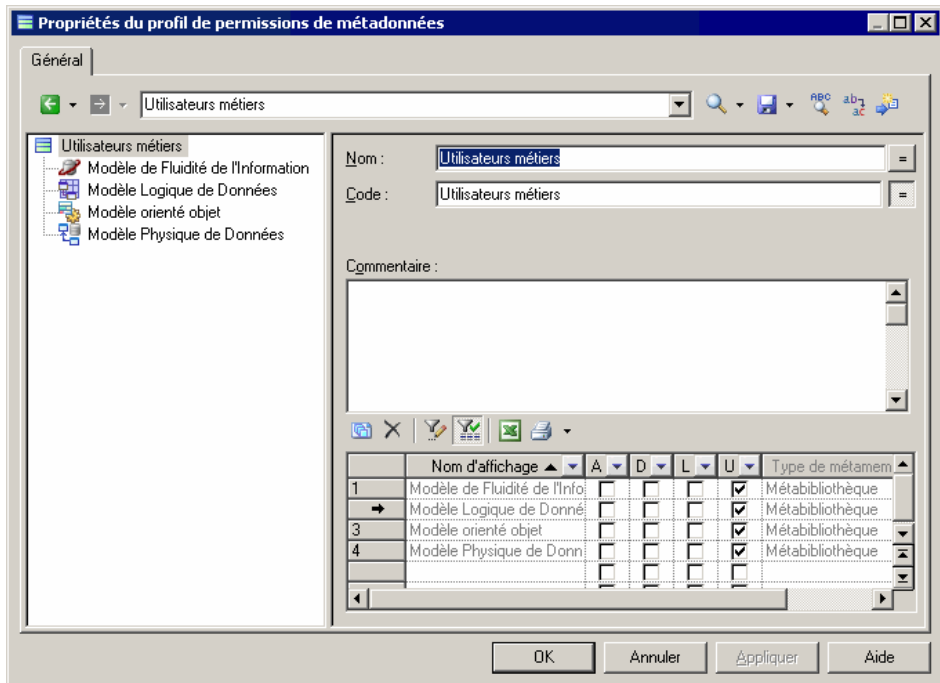 Propriétés du profil de permissions de métadonnées
Général
Utilisateurs métiers
ABC
ab
ac
Utilisateurs métiers
Modèle de Fluidité de l'Information
Modèle Logique de Données
Modèle orienté objet
Modèle Physique de Données
Nom :
Utilisateurs métiers
=
Code :
Utilisateurs métiers
=
Commentaire :
Nom d'affichage A D L U Type de métamem
1 Modèle de Fluidité de l'Info Métabibliothèque
Modèle Logique de Donné Métabibliothèque
3 Modèle orienté objet Métabibliothèque
4 Modèle Physique de Donn Métabibliothèque
OK Annuler Appliquer Aide